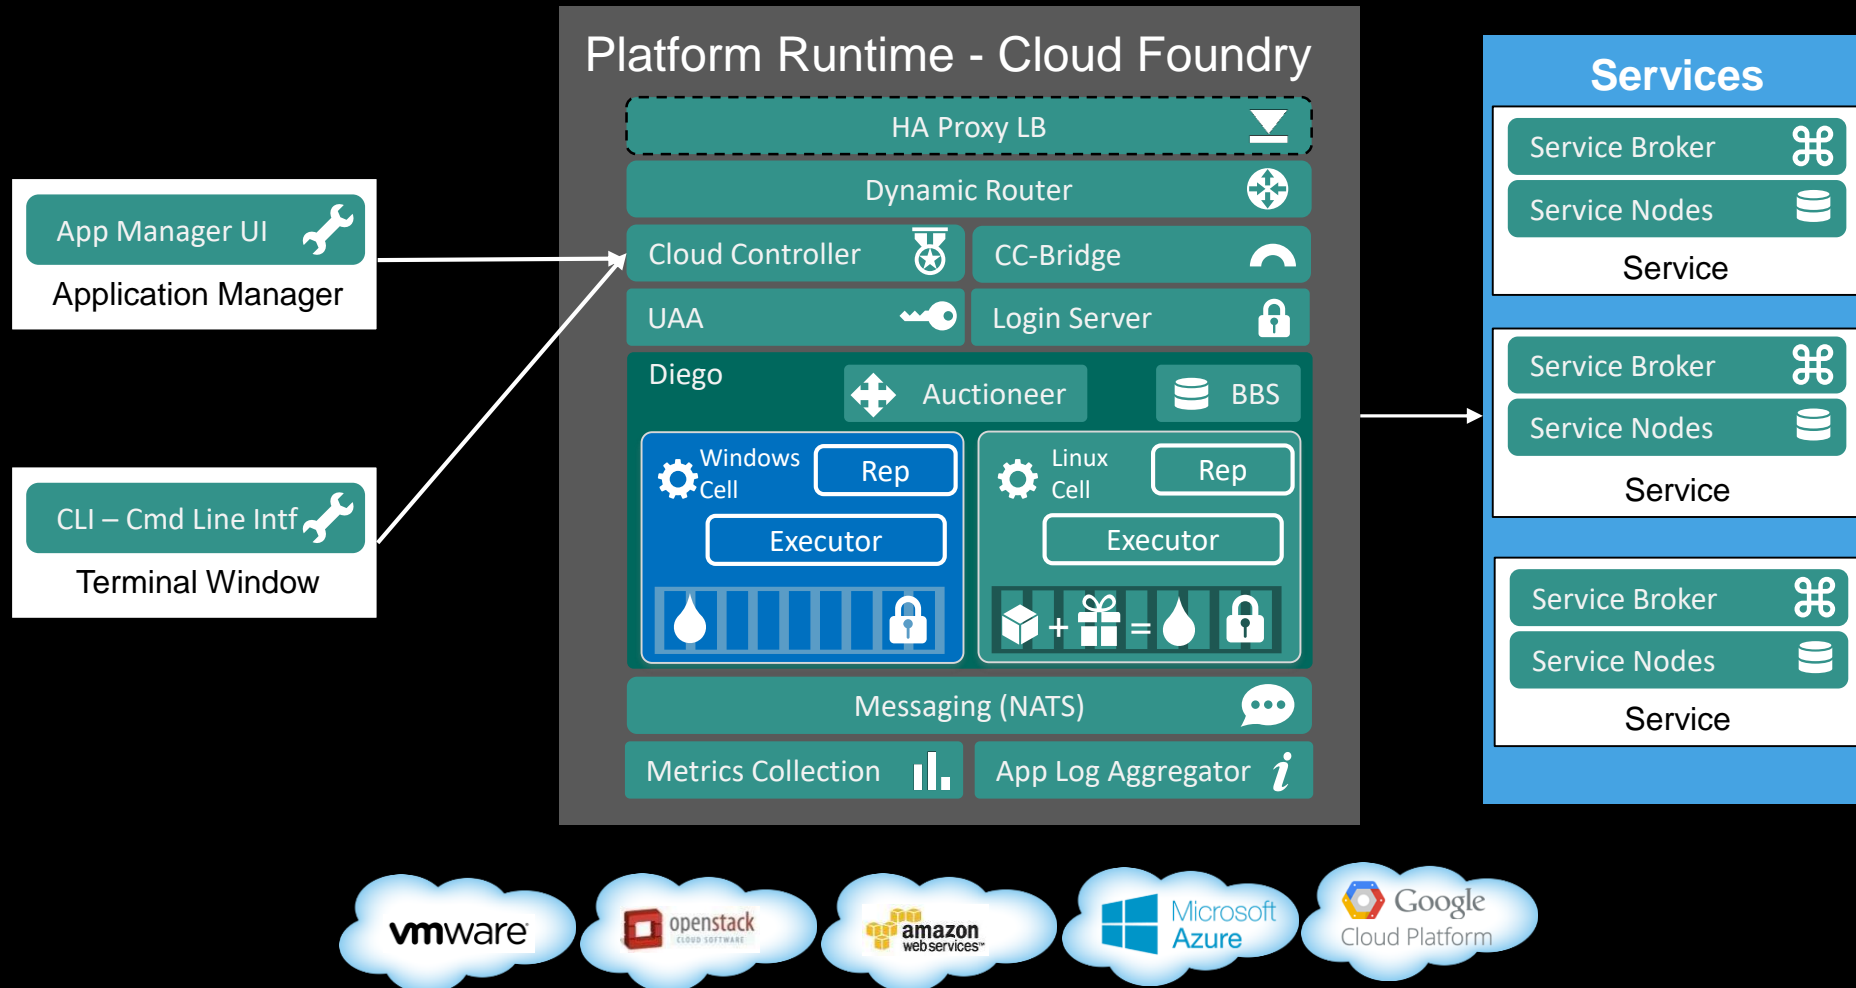 Platform Runtime - Cloud Foundry
HA Proxy LB
Dynamic Router
Cloud Controller
CC-Bridge
UAA
Login Server
Diego
Auctioneer
BBS
Windows
Cell
Rep
Executor
Linux
Cell
Rep
Executor
+
=
Messaging (NATS)
Metrics Collection
App Log Aggregator
i
App Manager UI
Application Manager
CLI – Cmd Line Intf
Terminal Window
Services
Service Broker
Service Nodes
Service
Service Broker
Service Nodes
Service
Service Broker
Service Nodes
Service
vmware
openstack
CLOUD SOFTWARE
amazon
webservices™
Microsoft
Azure
Google
Cloud Platform